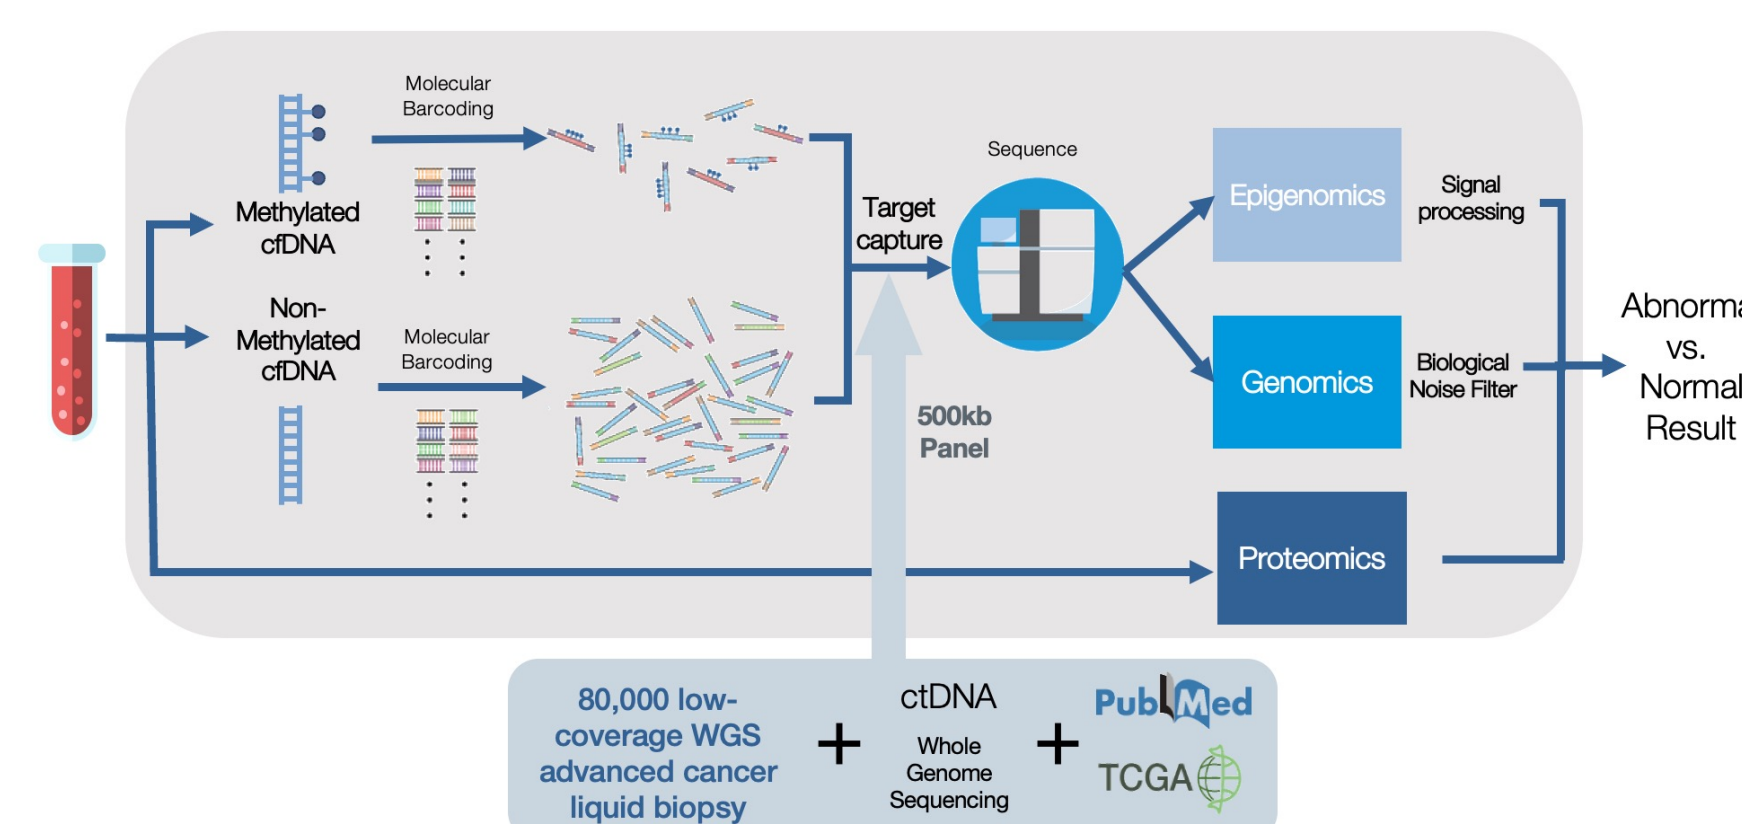 Molecular
Barcoding
Methylated
cfDNA
Non-
Methylated
cfDNA
Molecular
Barcoding
Target
capture
Sequence
500kb
Panel
Epigenomics
Signal
processing
Genomics
Biological
Noise Filter
Proteomics
Abnorma
vs.
Normal
Result
80,000 low-
coverage WGS
advanced cancer
liquid biopsy
+
ctDNA
Whole
Genome
Sequencing
+
PubMed
TCGA